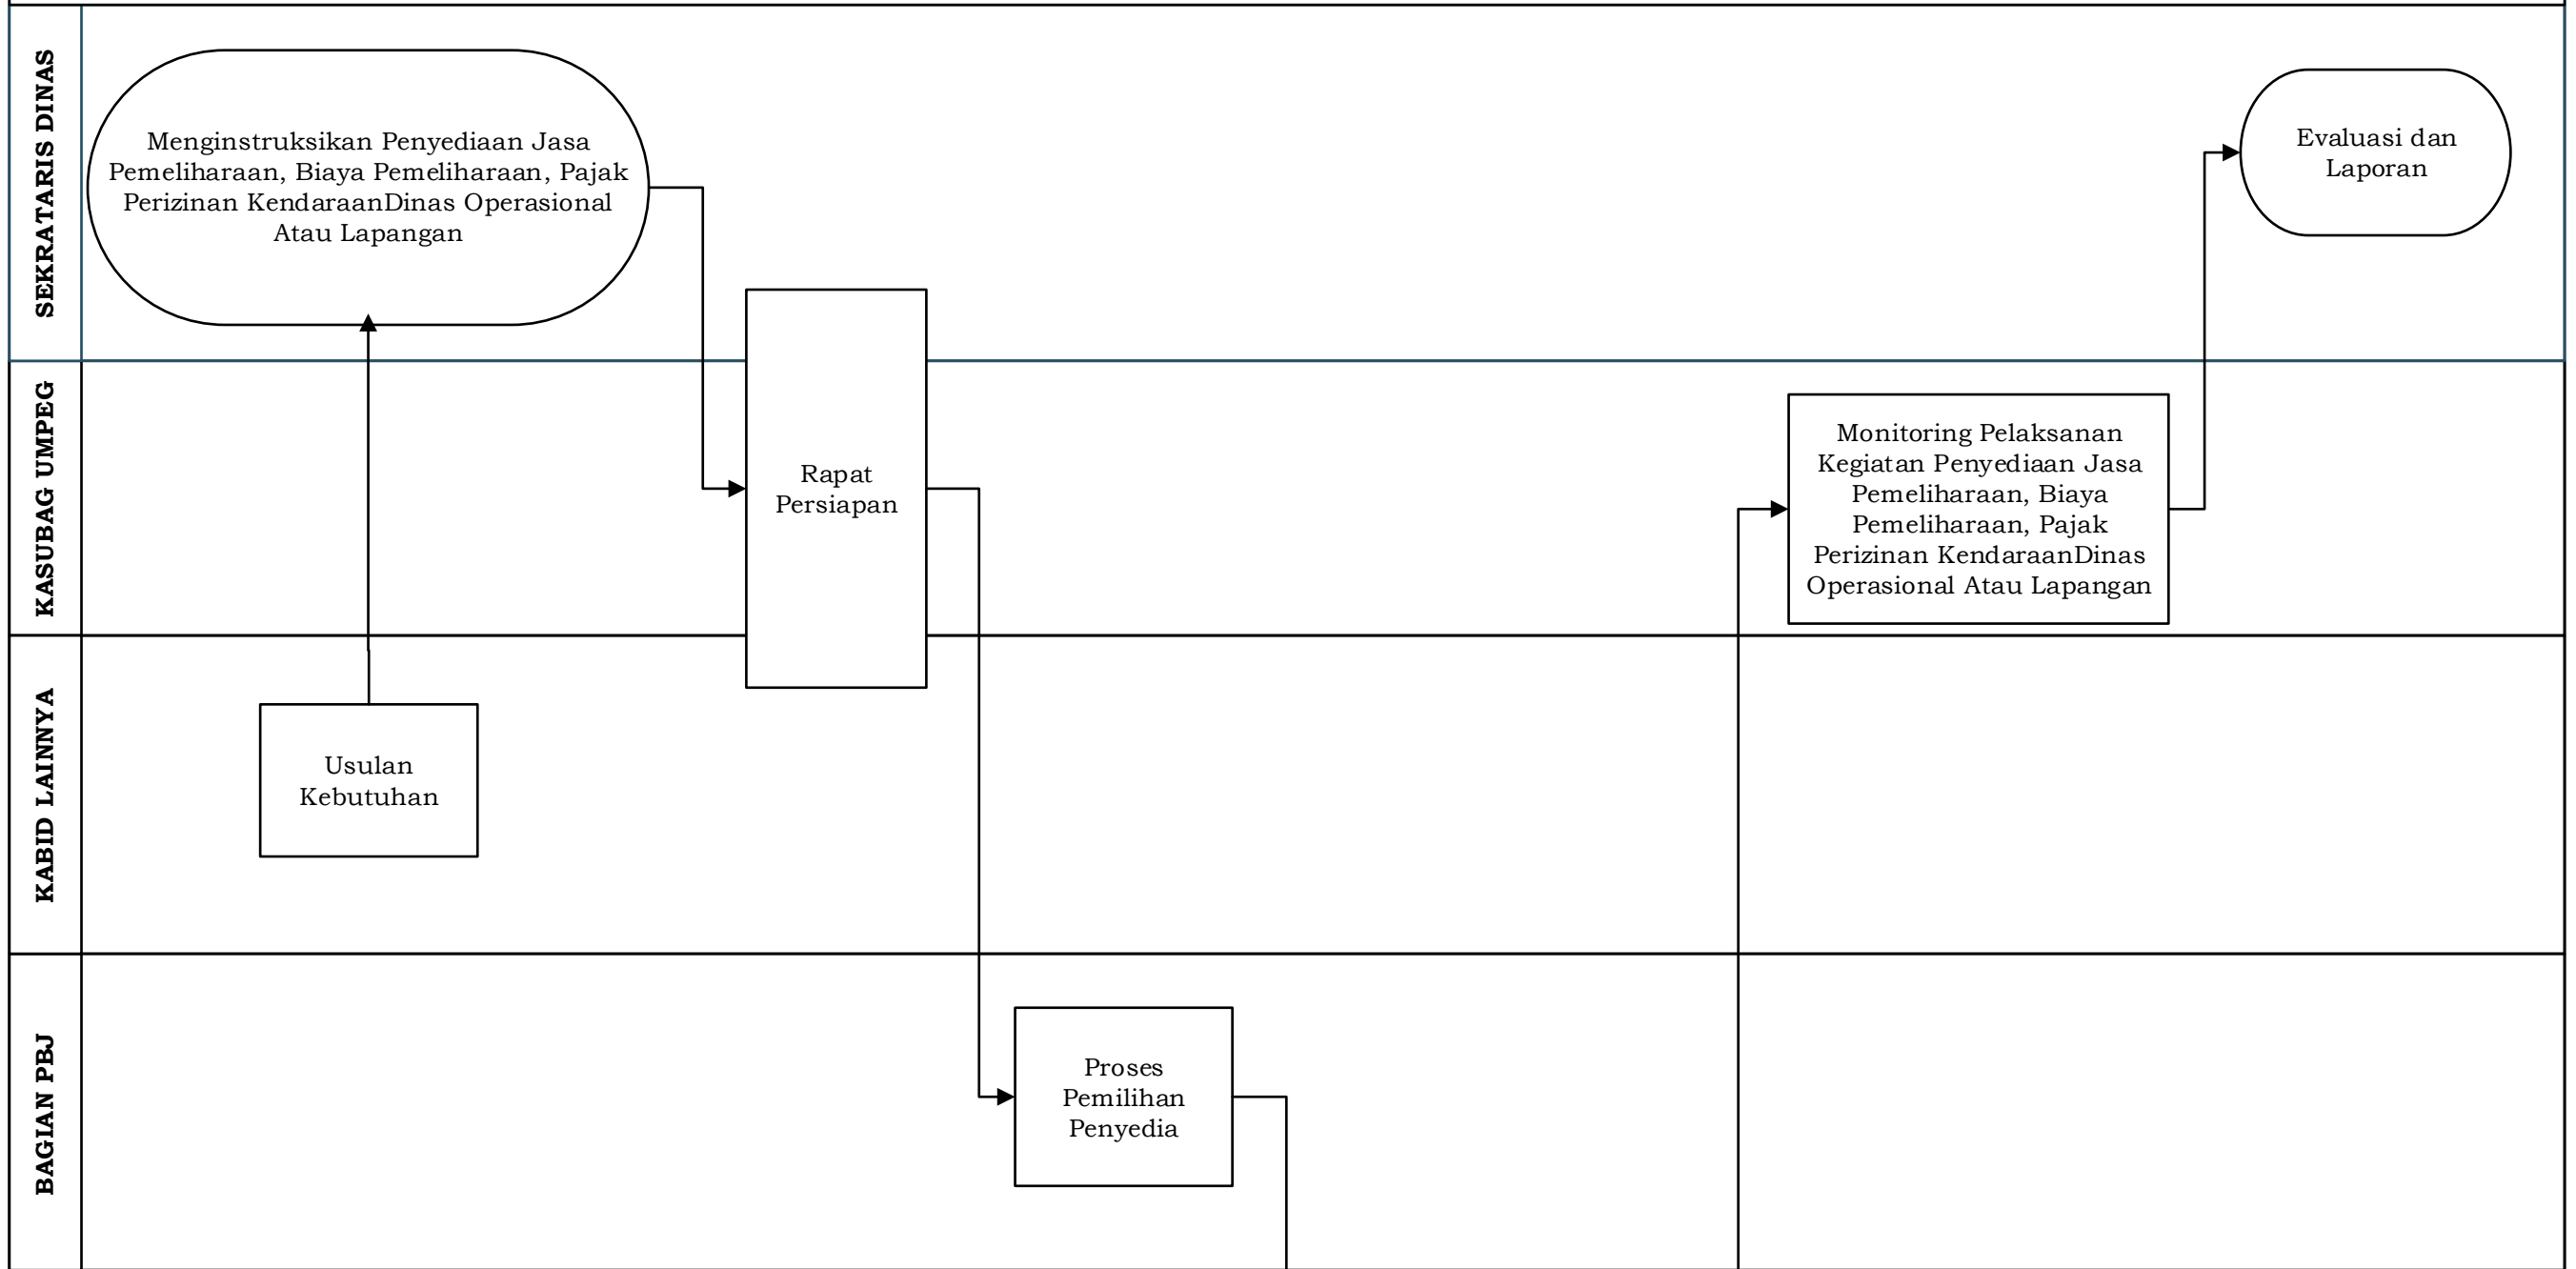 SEKRATARIS DINAS
Menginstruksikan Penyediaan Jasa
Pemeliharaan, Biaya Pemeliharaan, Pajak
Perizinan KendaraanDinas Operasional
Atau Lapangan
Evaluasi dan
Laporan
KASUBAG UMPEG
Rapat
Persiapan
Monitoring Pelaksanan
Kegiatan Penyediaan Jasa
Pemeliharaan, Biaya
Pemeliharaan, Pajak
Perizinan KendaraanDinas
Operasional Atau Lapangan
KABID LAINNYA
Usulan
Kebutuhan
BAGIAN PBJ
Proses
Pemilihan
Penyedia